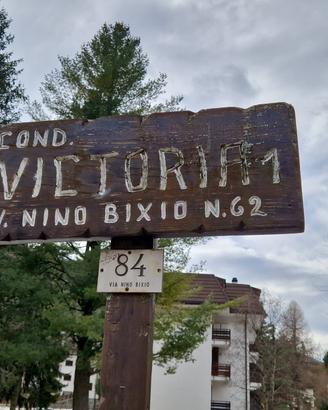 COND.
VICTORIA 1
V. NINO BIXIO N.62
84
VIA NINO BIXIO